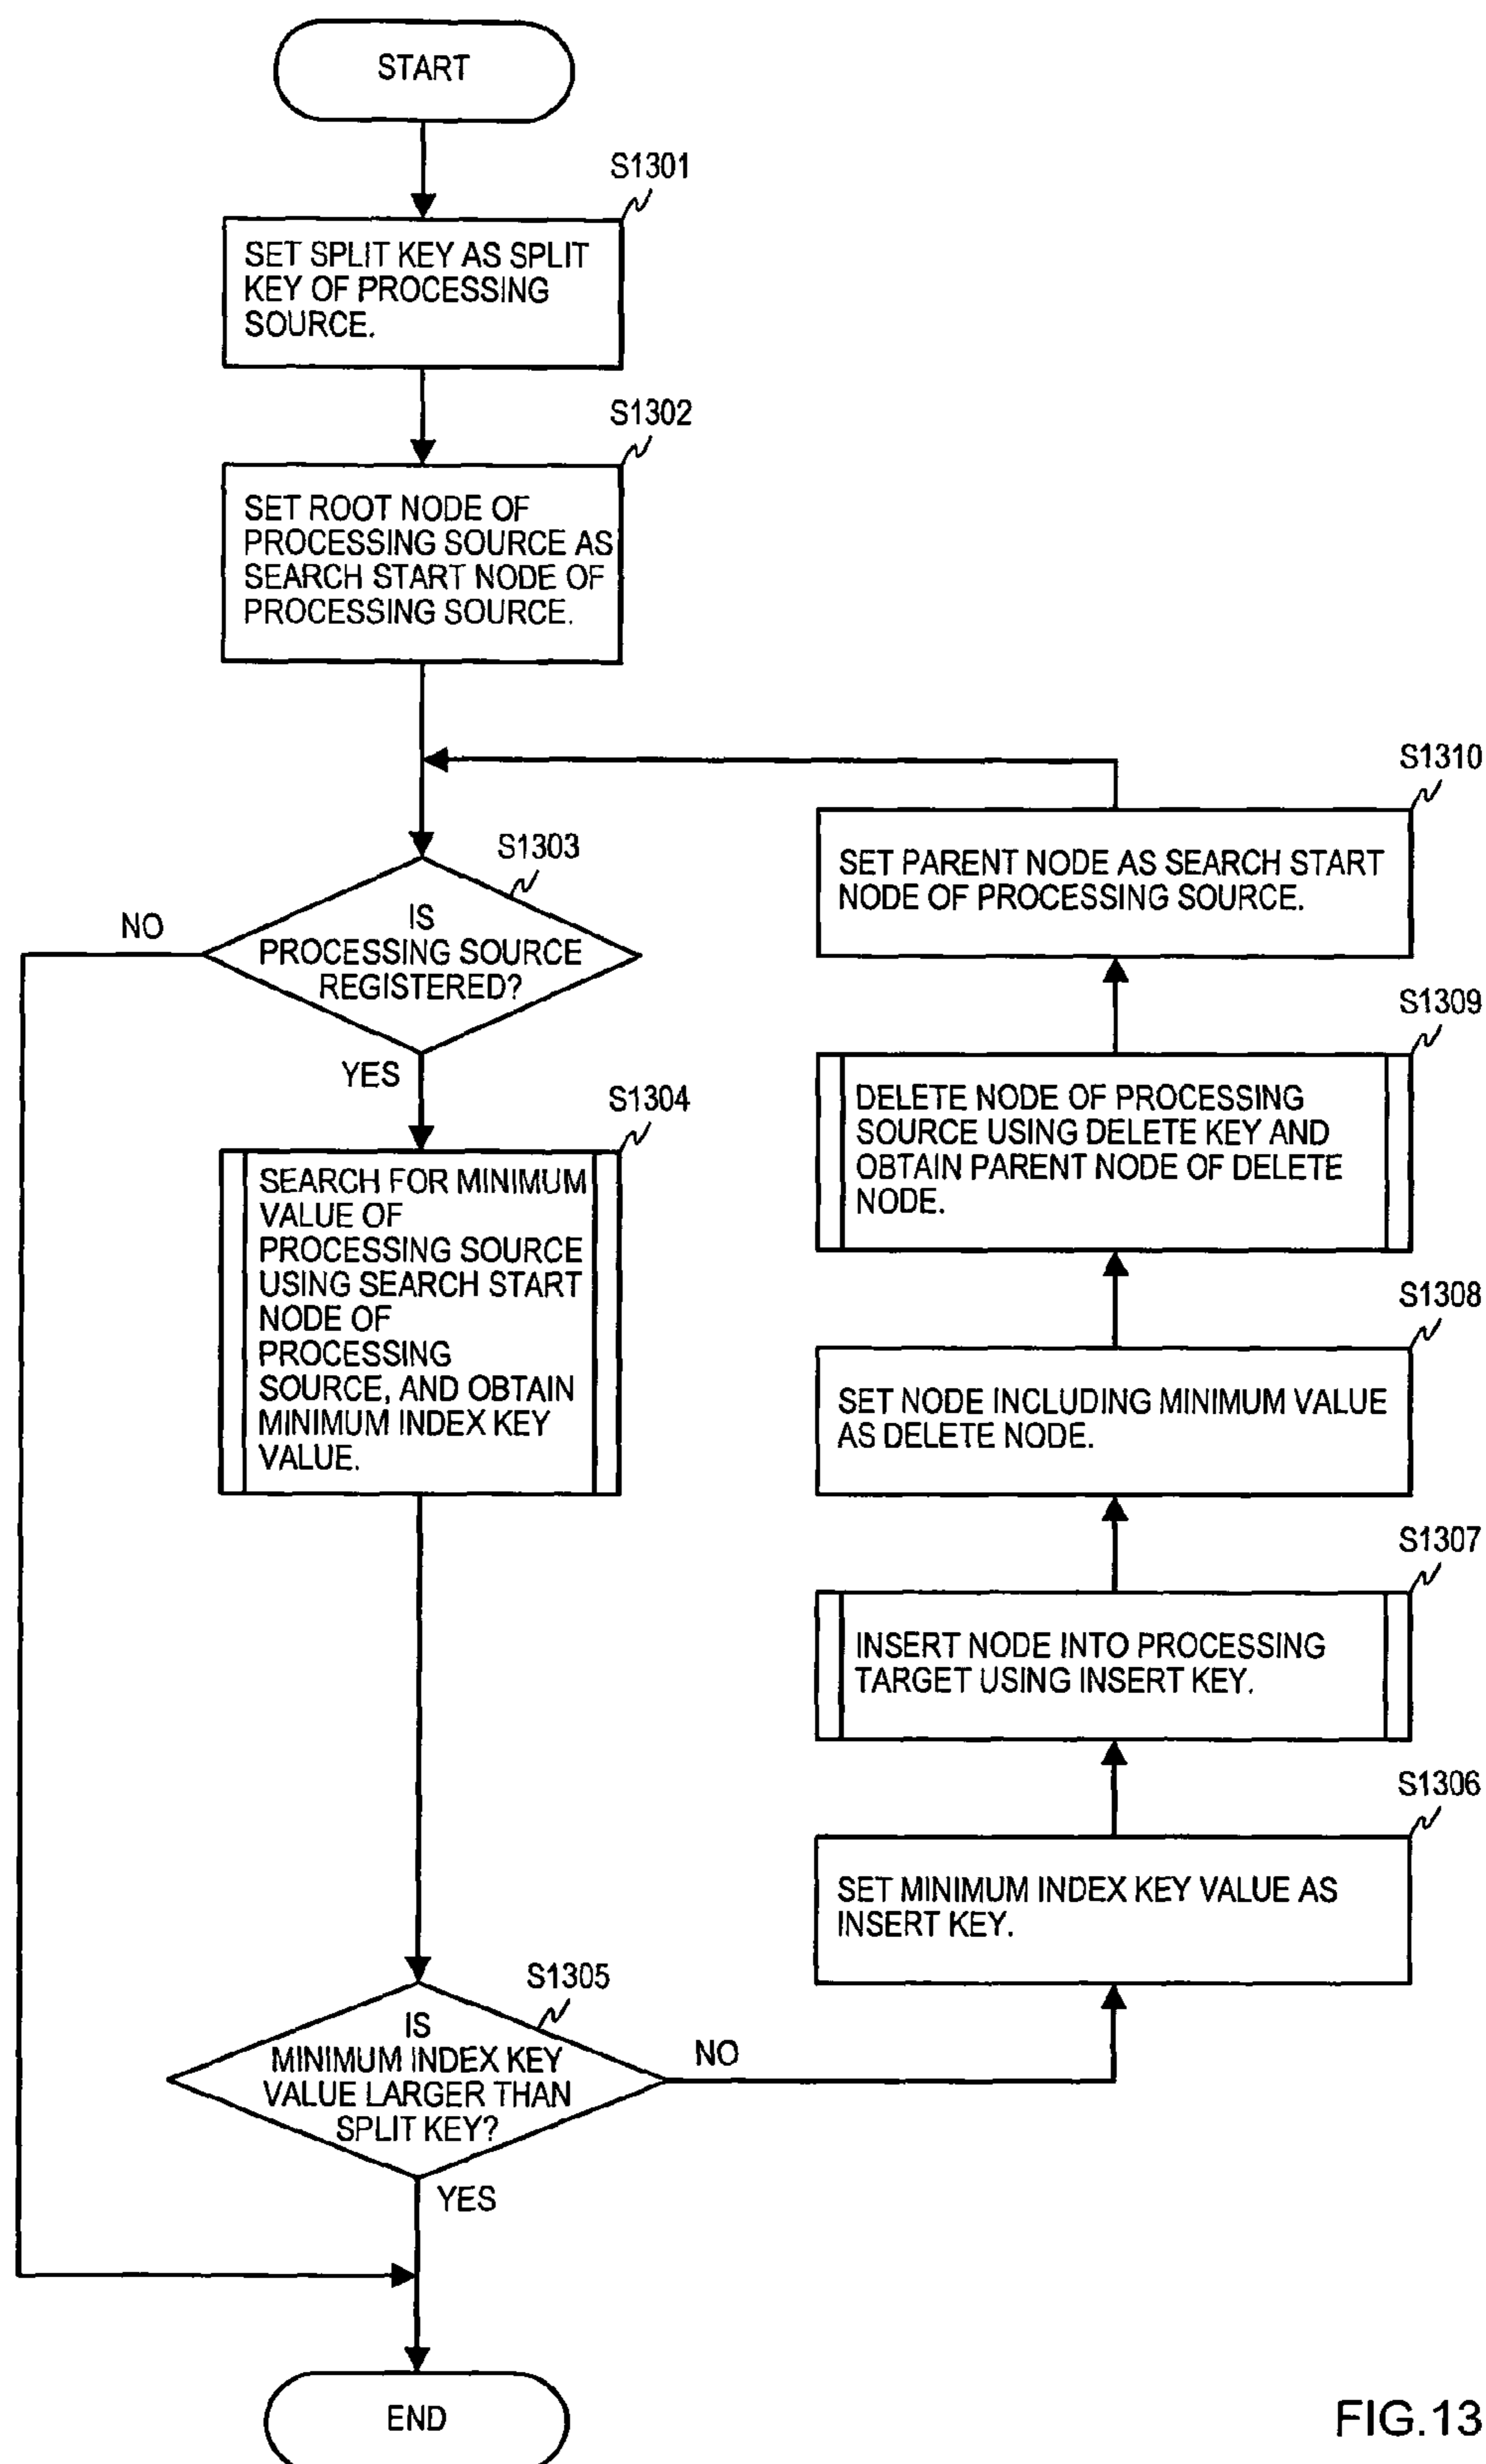 START
S1301
SET SPLIT KEY AS SPLIT
KEY OF PROCESSING
SOURCE.
S1302
SET ROOT NODE OF
PROCESSING SOURCE AS
SEARCH START NODE OF
PROCESSING SOURCE.
S1303
IS
PROCESSING SOURCE
REGISTERED?
NO
YES
S1304
SEARCH FOR MINIMUM
VALUE OF
PROCESSING SOURCE
USING SEARCH START
NODE OF
PROCESSING
SOURCE, AND OBTAIN
MINIMUM INDEX KEY
VALUE.
S1305
IS
MINIMUM INDEX KEY
VALUE LARGER THAN
SPLIT KEY?
NO
YES
S1306
SET MINIMUM INDEX KEY VALUE AS
INSERT KEY.
S1307
INSERT NODE INTO PROCESSING
TARGET USING INSERT KEY.
S1308
SET NODE INCLUDING MINIMUM VALUE
AS DELETE NODE.
S1309
DELETE NODE OF PROCESSING
SOURCE USING DELETE KEY AND
OBTAIN PARENT NODE OF DELETE
NODE.
S1310
SET PARENT NODE AS SEARCH START
NODE OF PROCESSING SOURCE.
END
FIG.13